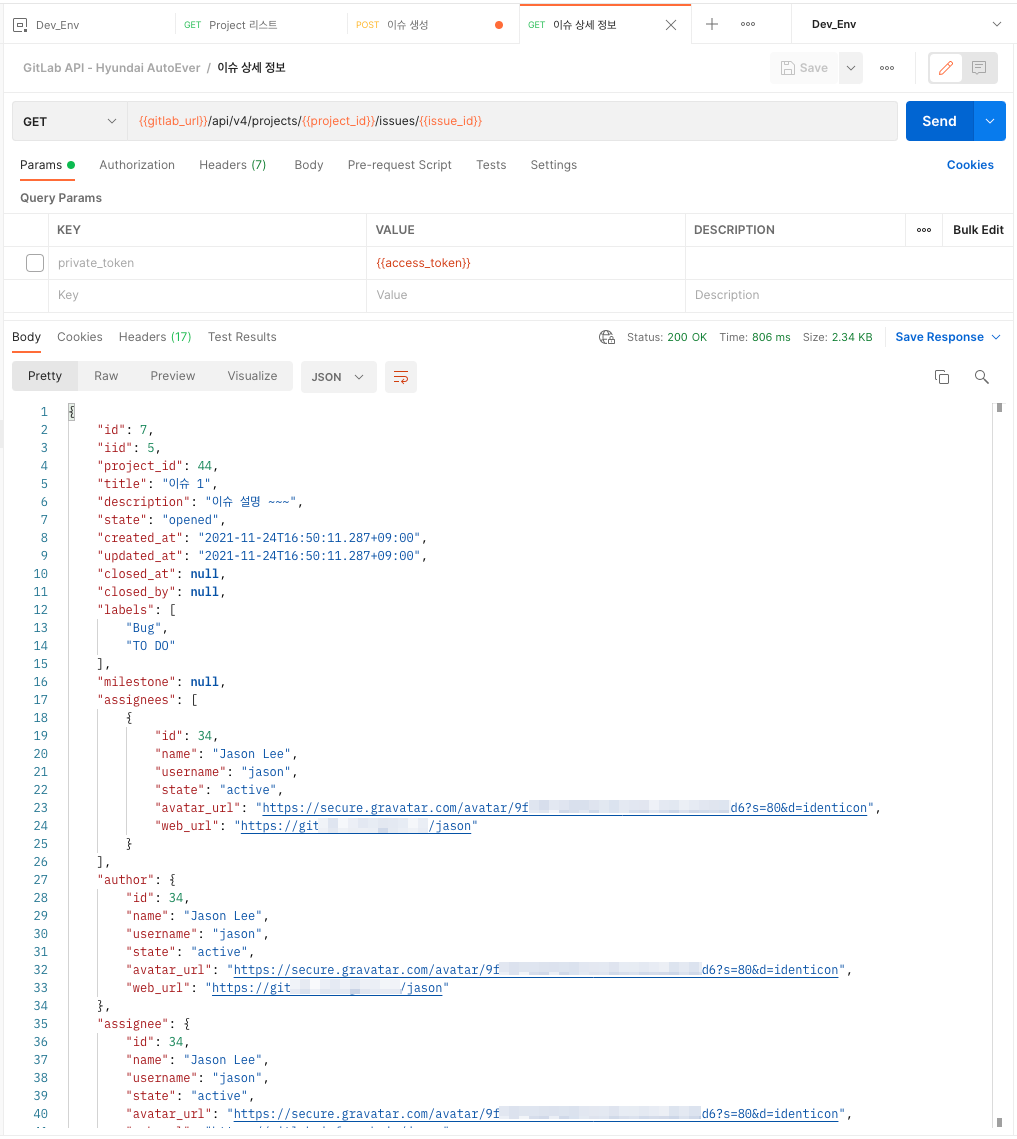 Dev_Env GET Project 리스트 POST 이슈 생성 GET 이슈 상세 정보 Dev_Env
GitLab API - Hyundai AutoEver / 이슈 상세 정보 Save
GET {{gitlab_url}}/api/v4/projects/{{project_id}}/issues/{{issue_id}} Send
Params Authorization Headers (7) Body Pre-request Script Tests Settings Cookies
Query Params
KEY VALUE DESCRIPTION Bulk Edit
private_token {{access_token}}
Key Value Description
Body Cookies Headers (17) Test Results Status: 200 OK Time: 806 ms Size: 2.34 KB Save Response
Pretty Raw Preview Visualize JSON
1 {
2 "id": 7,
3 "iid": 5,
4 "project_id": 44,
5 "title": "이슈 1",
6 "description": "이슈 설명 ~~~",
7 "state": "opened",
8 "created_at": "2021-11-24T16:50:11.287+09:00",
9 "updated_at": "2021-11-24T16:50:11.287+09:00",
10 "closed_at": null,
11 "closed_by": null,
12 "labels": [
13 "Bug",
14 "TO DO"
15 ],
16 "milestone": null,
17 "assignees": [
18 {
19 "id": 34,
20 "name": "Jason Lee",
21 "username": "jason",
22 "state": "active",
23 "avatar_url": "https://secure.gravatar.com/avatar/9f d6?s=80&d=identicon",
24 "web_url": "https://git /jason"
25 }
26 ],
27 "author": {
28 "id": 34,
29 "name": "Jason Lee",
30 "username": "jason",
31 "state": "active",
32 "avatar_url": "https://secure.gravatar.com/avatar/9f d6?s=80&d=identicon",
33 "web_url": "https://git /jason"
34 },
35 "assignee": {
36 "id": 34,
37 "name": "Jason Lee",
38 "username": "jason",
39 "state": "active",
40 "avatar_url": "https://secure.gravatar.com/avatar/9f d6?s=80&d=identicon",